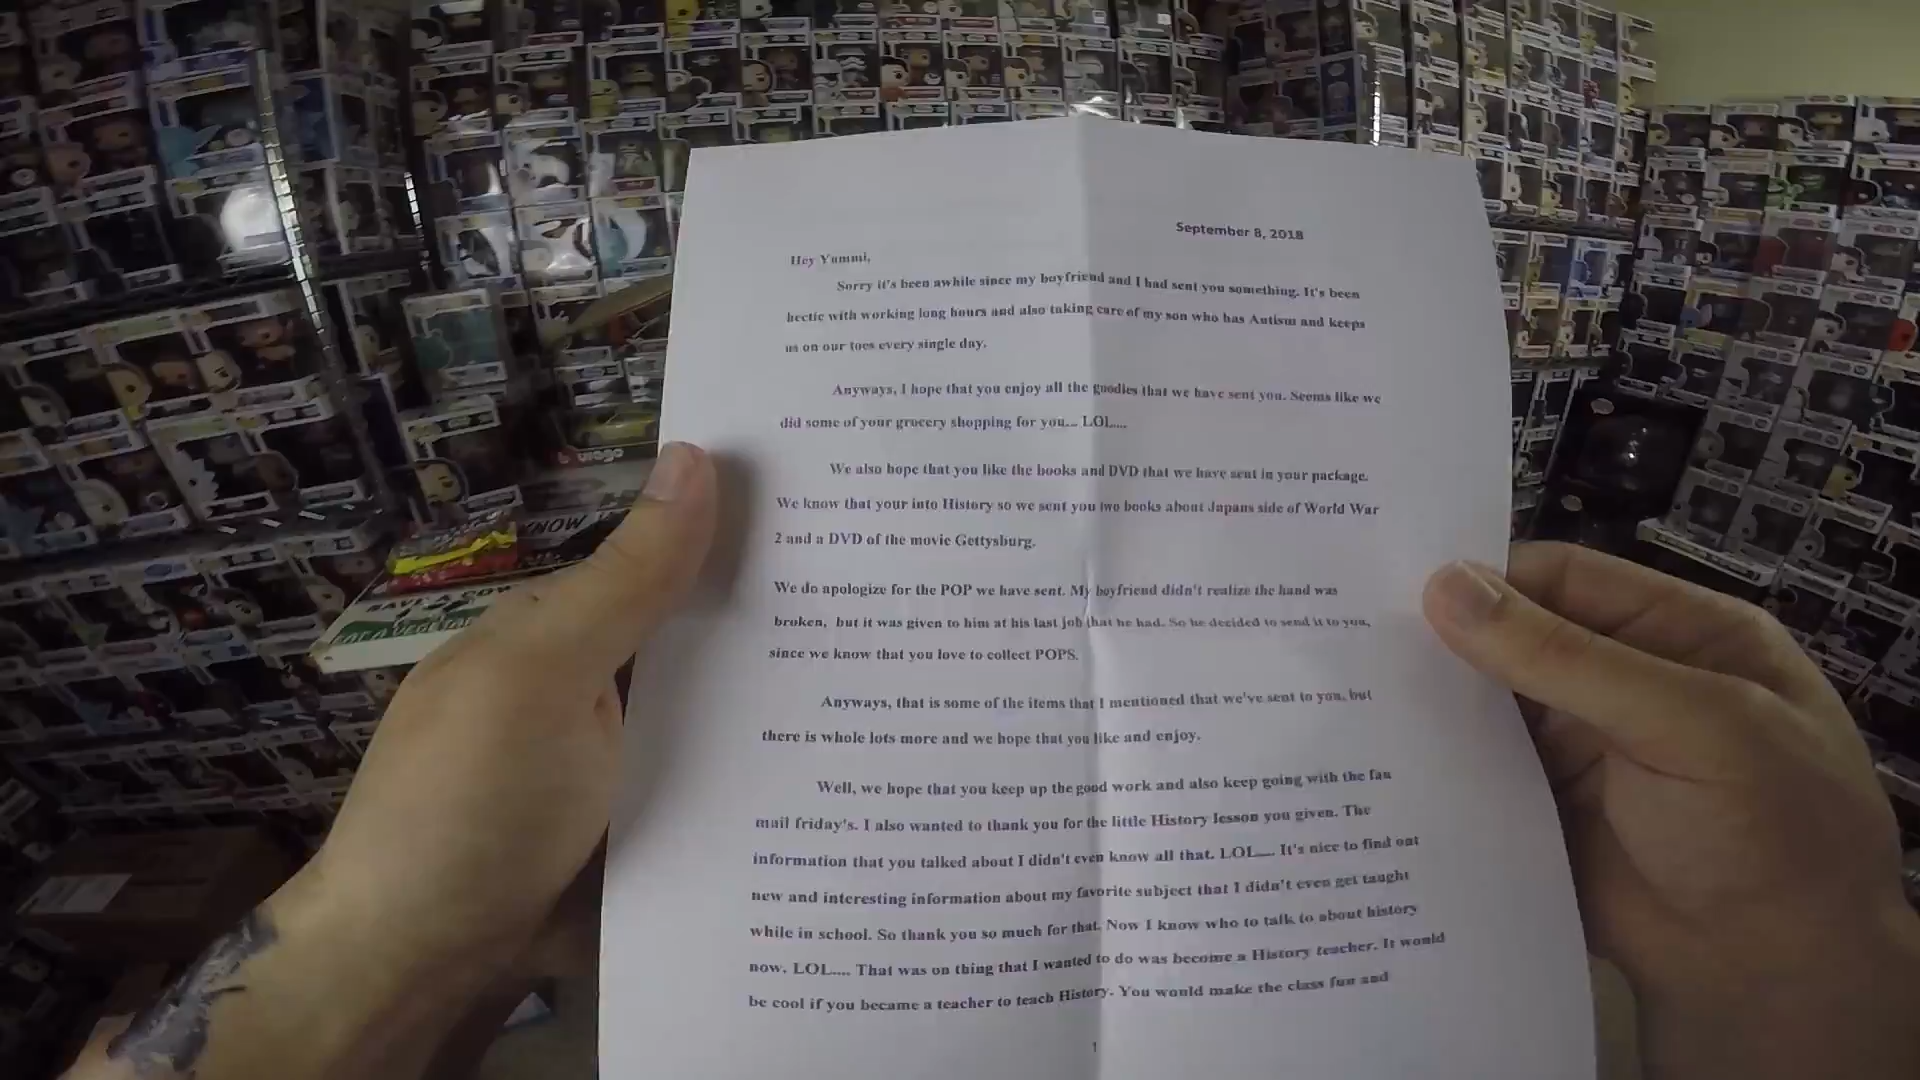 September 8, 2018
Hey Yummi,
Sorry it's been awhile since my boyfriend and I had sent you something. It's been
hectic with working long hours and also taking care of my son who has Autism and keeps
us on our toes every single day.
Anyways, I hope that you enjoy all the goodies that we have sent you. Seems like we
did some of your grocery shopping for you... LOL....
We also hope that you like the books and DVD that we have sent in your package.
We know that your into History so we sent you two books about Japans side of World War
2 and a DVD of the movie Gettysburg.
We do apologize for the POP we have sent. My boyfriend didn't realize the hand was
broken, but it was given to him at his last job that he had. So he decided to send it to you,
since we know that you love to collect POPS.
Anyways, that is some of the items that I mentioned that we've sent to you, but
there is whole lots more and we hope that you like and enjoy.
Well, we hope that you keep up the good work and also keep going with the fan
mail friday's. I also wanted to thank you for the little History lesson you given. The
information that you talked about I didn't even know all that. LOL.... It's nice to find out
new and interesting information about my favorite subject that I didn't even get taught
while in school. So thank you so much for that. Now I know who to talk to about history
now. LOL.... That was on thing that I wanted to do was become a History teacher. It would
be cool if you became a teacher to teach History. You would make the class fun and
1
burago
KNOW
SAVE A COW
EAT A VEGETA